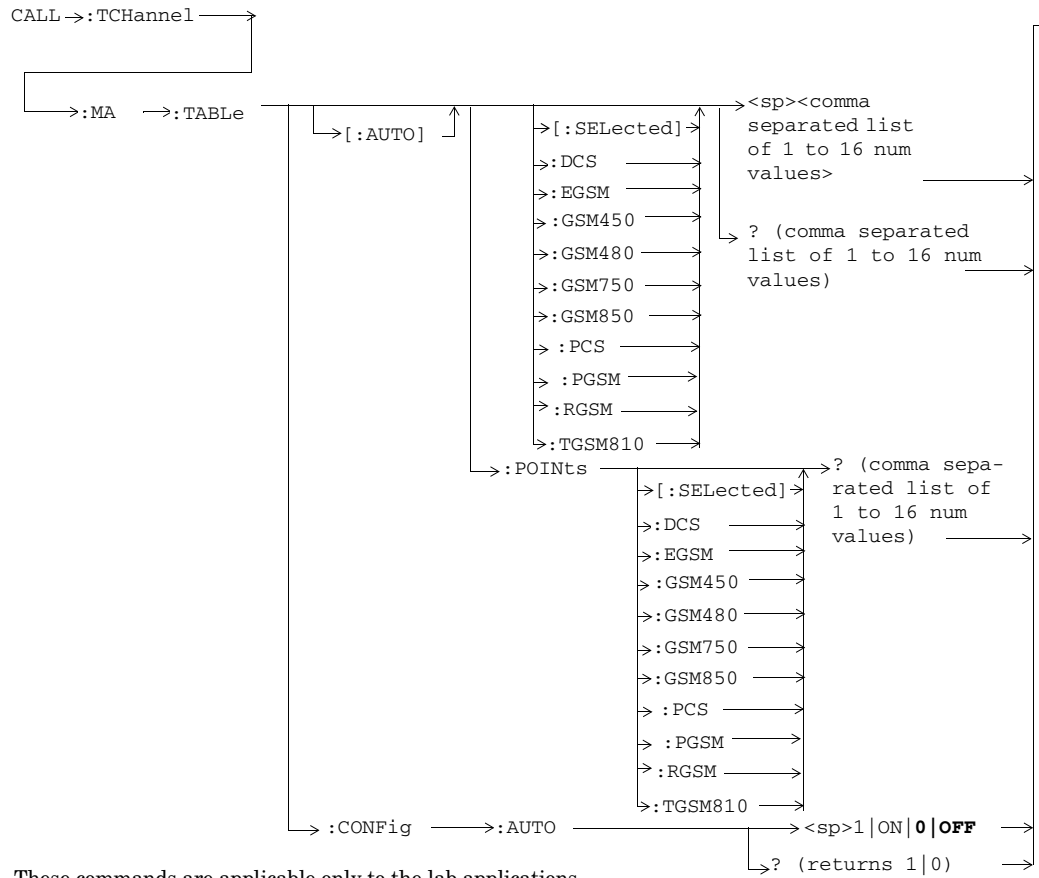 CALL :TCHannel
:MA :TABLe
[:AUTO]
[:SELected]
:DCS
:EGSM
:GSM450
:GSM480
:GSM750
:GSM850
:PCS
:PGSM
:RGSM
:TGSM810
<sp><comma
separated list
of 1 to 16 num
values>
? (comma separated
list of 1 to 16 num
values)
:POINts
[:SELected]
:DCS
:EGSM
:GSM450
:GSM480
:GSM750
:GSM850
:PCS
:PGSM
:RGSM
:TGSM810
? (comma sepa-
rated list of
1 to 16 num
values)
:CONFig :AUTO <sp>1|ON|0|OFF
? (returns 1|0)
These commands are applicable only to the lab applications